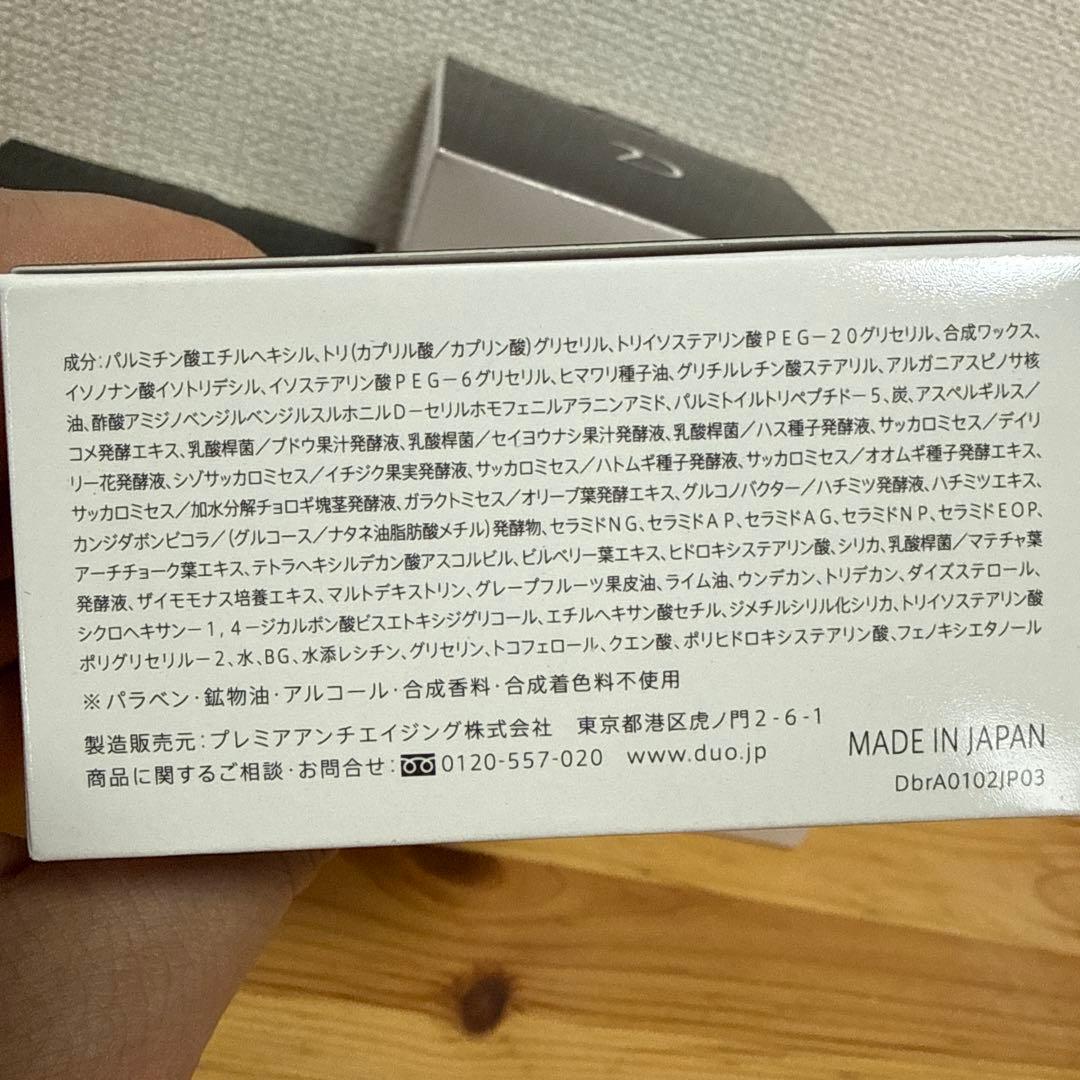 成分:パルミチン酸エチルヘキシル、トリ(カプリル酸/カプリン酸)グリセリル、トリイソステアリン酸PEG-20グリセリル、合成ワックス、
イソノナン酸イソトリデシル、イソステアリン酸PEG-6グリセリル、ヒマワリ種子油、グリチルレチン酸ステアリル、アルガニアスピノサ核
油、酢酸アミジノベンジルベンジルスルホニルD-セリルホモフェニルアラニンアミド、パルミトイルトリペプチド-5、炭、アスペルギルス/
コメ発酵エキス、乳酸桿菌/ブドウ果汁発酵液、乳酸桿菌/セイヨウナシ果汁発酵液、乳酸桿菌/ハス種子発酵液、サッカロミセス/デイリ
リー花発酵液、シゾサッカロミセス/イチジク果実発酵液、サッカロミセス/ハトムギ種子発酵液、サッカロミセス/オオムギ種子発酵エキス、
サッカロミセス/加水分解チョロギ塊茎発酵液、ガラクトミセス/オリーブ葉発酵エキス、グルコノバクター/ハチミツ発酵液、ハチミツエキス、
カンジダボンビコラ/(グルコース/ナタネ油脂肪酸メチル)発酵物、セラミドNG、セラミドAP、セラミドAG、セラミドNP、セラミドEOP、
アーチチョーク葉エキス、テトラヘキシルデカン酸アスコルビル、ビルベリー葉エキス、ヒドロキシステアリン酸、シリカ、乳酸桿菌/マテチャ葉
発酵液、ザイモモナス培養エキス、マルトデキストリン、グレープフルーツ果皮油、ライム油、ウンデカン、トリデカン、ダイズステロール、
シクロヘキサン-1,4-ジカルボン酸ビスエトキシジグリコール、エチルヘキサン酸セチル、ジメチルシリル化シリカ、トリイソステアリン酸
ポリグリセリル-2、水、BG、水添レシチン、グリセリン、トコフェロール、クエン酸、ポリヒドロキシステアリン酸、フェノキシエタノール
※パラベン・鉱物油・アルコール・合成香料・合成着色料不使用
製造販売元:プレミアアンチエイジング株式会社 東京都港区虎ノ門2-6-1
商品に関するご相談・お問合せ:0120-557-020 www.duo.jp
MADE IN JAPAN
DbrA0102JP03